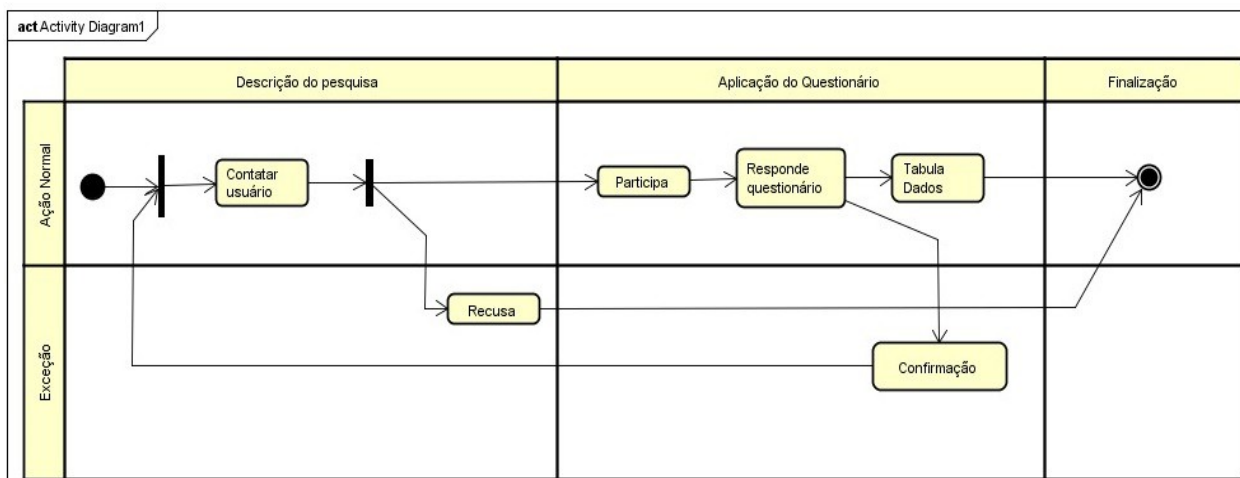 act Activity Diagram1
Descrição do pesquisa
Aplicação do Questionário
Finalização
Ação Normal
Contatar
usuário
Participa
Responde
questionário
Tabula
Dados
Exceção
Recusa
Confirmação